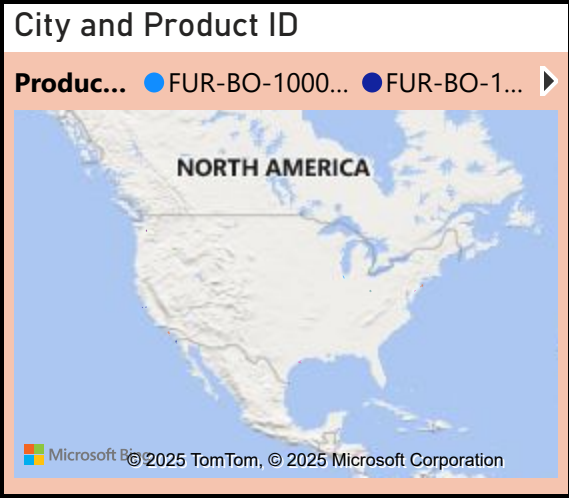 City and Product ID
Produc... FUR-BO-1000... FUR-BO-1...
NORTH AMERICA
Microsoft Bing
© 2025 TomTom, © 2025 Microsoft Corporation